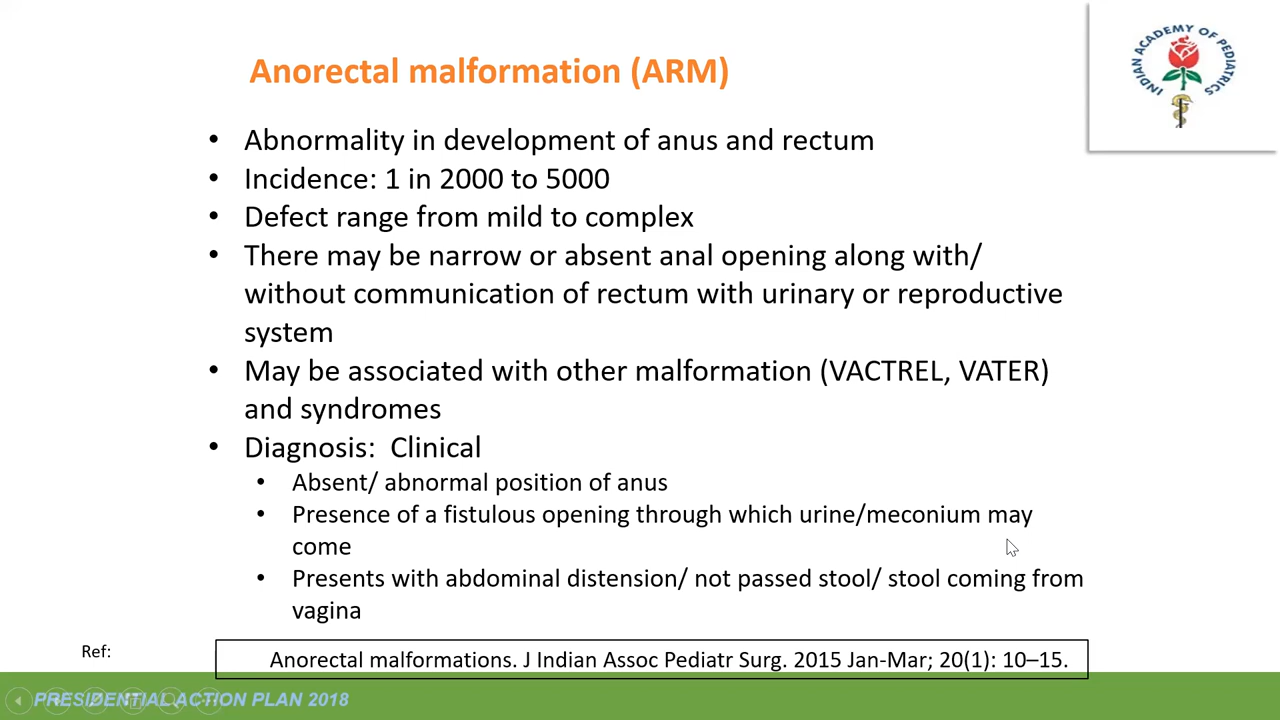 INDIAN ACADEMY OF PEDIATRICS
Anorectal malformation (ARM)
• Abnormality in development of anus and rectum
• Incidence: 1 in 2000 to 5000
• Defect range from mild to complex
• There may be narrow or absent anal opening along with/
without communication of rectum with urinary or reproductive
system
• May be associated with other malformation (VACTREL, VATER)
and syndromes
• Diagnosis: Clinical
• Absent/ abnormal position of anus
• Presence of a fistulous opening through which urine/meconium may
come
• Presents with abdominal distension/ not passed stool/ stool coming from
vagina
Ref:
Anorectal malformations. J Indian Assoc Pediatr Surg. 2015 Jan-Mar; 20(1): 10–15.
PRESIDENTIAL ACTION PLAN 2018